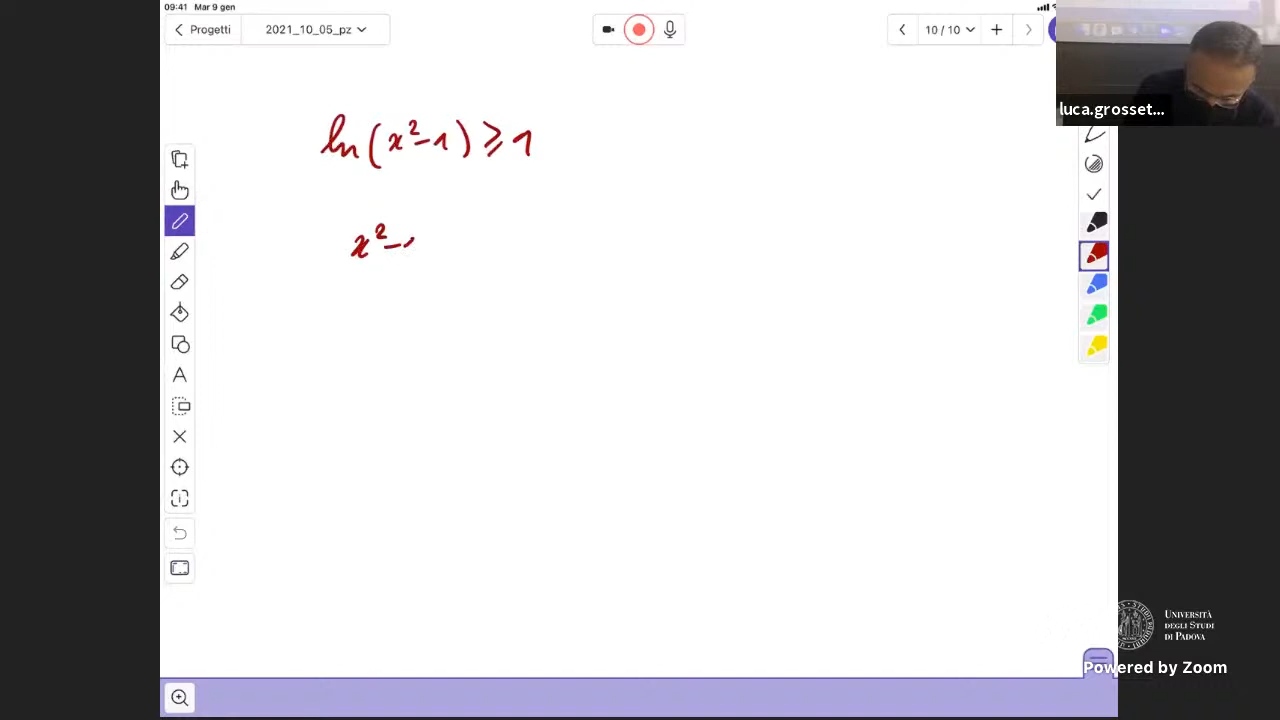 09:41 Mar 9 gen
Progetti
2021_10_05_pz
10 / 10
luca.grosset...
ln(x²-1)⩾1
x²-
A
UNIVERSITÀ
DEGLI STUDI
DI PADOVA
Powered by Zoom